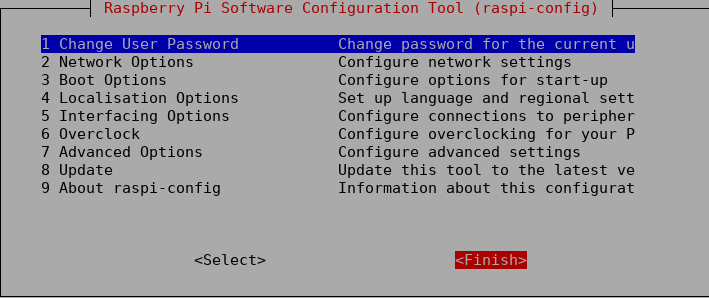 Raspberry Pi Software Configuration Tool (raspi-config)
1 Change User Password Change password for the current u
2 Network Options Configure network settings
3 Boot Options Configure options for start-up
4 Localisation Options Set up language and regional sett
5 Interfacing Options Configure connections to peripher
6 Overclock Configure overclocking for your P
7 Advanced Options Configure advanced settings
8 Update Update this tool to the latest ve
9 About raspi-config Information about this configurat
<Select> <Finish>